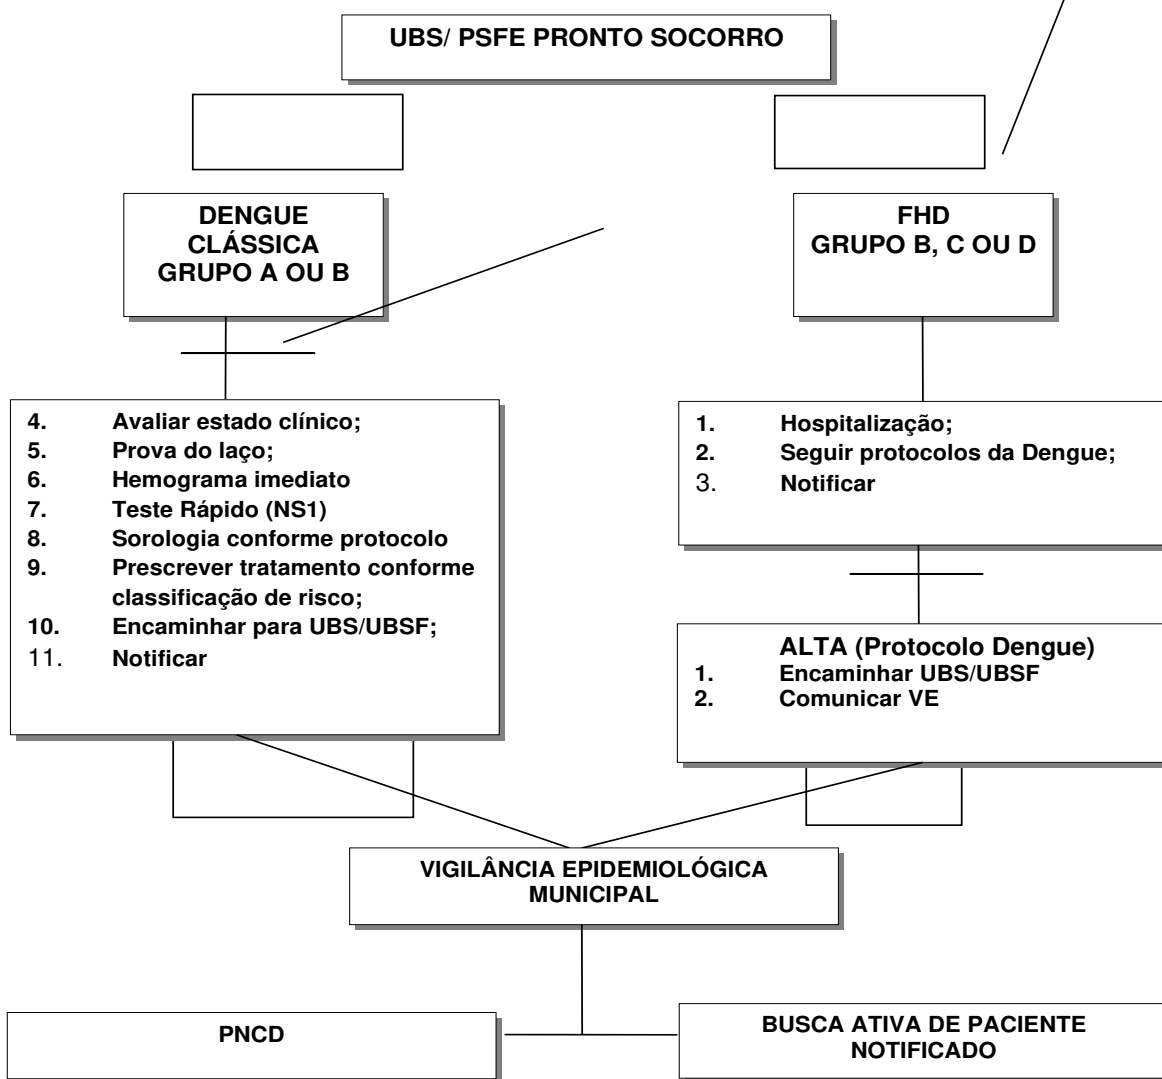 UBS/ PSFE PRONTO SOCORRO
DENGUE
CLÁSSICA
GRUPO A OU B
FHD
GRUPO B, C OU D
4. Avaliar estado clínico;
5. Prova do laço;
6. Hemograma imediato
7. Teste Rápido (NS1)
8. Sorologia conforme protocolo
9. Prescrever tratamento conforme
classificação de risco;
10. Encaminhar para UBS/UBSF;
11. Notificar
1. Hospitalização;
2. Seguir protocolos da Dengue;
3. Notificar
ALTA (Protocolo Dengue)
1. Encaminhar UBS/UBSF
2. Comunicar VE
VIGILÂNCIA EPIDEMIOLÓGICA
MUNICIPAL
PNCD
BUSCA ATIVA DE PACIENTE
NOTIFICADO